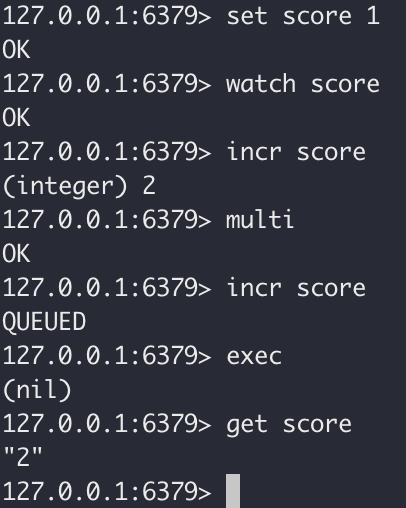 127.0.0.1:6379> set score 1
OK
127.0.0.1:6379> watch score
OK
127.0.0.1:6379> incr score
(integer) 2
127.0.0.1:6379> multi
OK
127.0.0.1:6379> incr score
QUEUED
127.0.0.1:6379> exec
(nil)
127.0.0.1:6379> get score
"2"
127.0.0.1:6379>